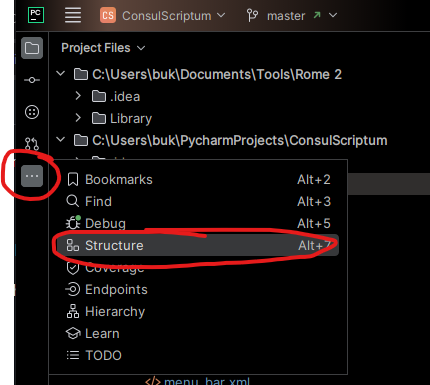 PC
CS ConsulScriptum
master
Project Files
C:\Users\buk\Documents\Tools\Rome 2
.idea
Library
C:\Users\buk\PycharmProjects\ConsulScriptum
Bookmarks Alt+2
Find Alt+3
Debug Alt+5
Structure Alt+7
Coverage
Endpoints
Hierarchy
Learn
TODO
menu_bar.xml